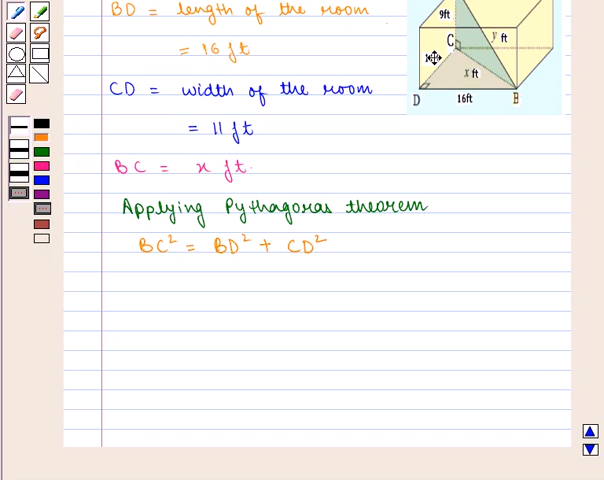 BD = length of the room
= 16 ft
CD = width of the room
= 11 ft
BC = x ft.
Applying Pythagoras theorem
BC² = BD² + CD²
9ft
C
y ft
x ft
D
16ft
B